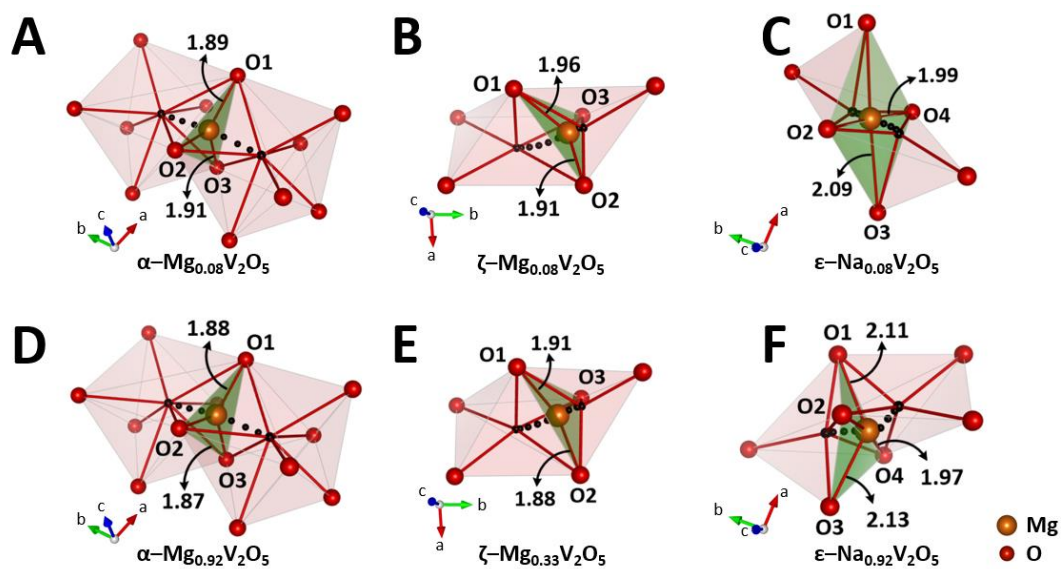 A
1.89
O1
O2
O3
1.91
b
c
a
α–Mg0.08V2O5
B
O1
1.96
O3
1.91
O2
c
b
a
ζ–Mg0.08V2O5
C
O1
1.99
O2
O4
2.09
O3
a
b
c
ε–Na0.08V2O5
D
1.88
O1
O2
O3
1.87
b
c
a
α–Mg0.92V2O5
E
O1
1.91
O3
1.88
O2
c
b
a
ζ–Mg0.33V2O5
F
O1
2.11
O2
O4
1.97
O3
2.13
a
b
c
ε–Na0.92V2O5
Mg
O